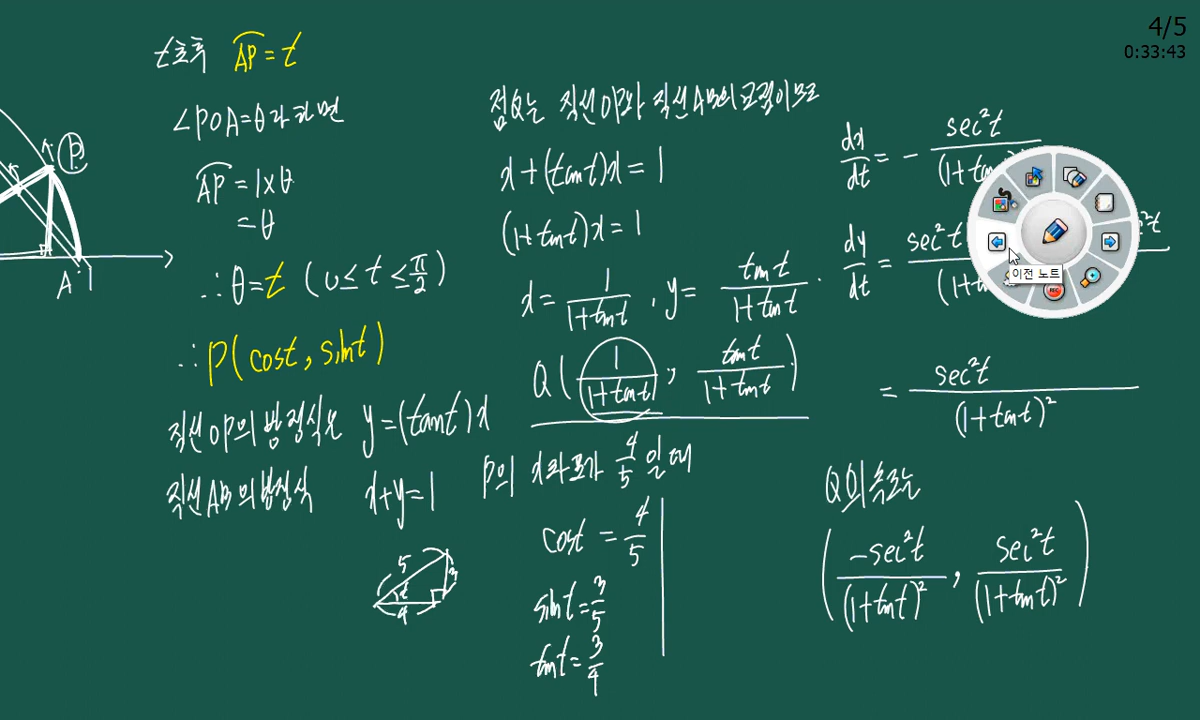 4/5
0:33:43
t초후 AP = t
∠POA=θ라 하면
AP = 1×θ
= θ
∴ θ=t (0≤ t ≤ π/2)
∴ P(cost, sint)
직선OP의 방정식은 y=(tant)x
직선AB의 방정식 x+y=1
5
t
4
3
P
A
1
점Q는 직선OP와 직선AB의 교점이므로
x+(tant)x = 1
(1+tant)x=1
x= 1/(1+tant) , y= tant/(1+tant)
Q( 1/(1+tant), tant/(1+tant) )
P의 x좌표가 4/5 일 때
cost = 4/5
sint = 3/5
tant = 3/4
dx/dt = - sec²t/(1+tan
dy/dt = sec²t (1+t
이전 노트
REC
= sec²t/(1+tant)²
Q의 속도는
( -sec²t/(1+tant)², sec²t/(1+tant)² )